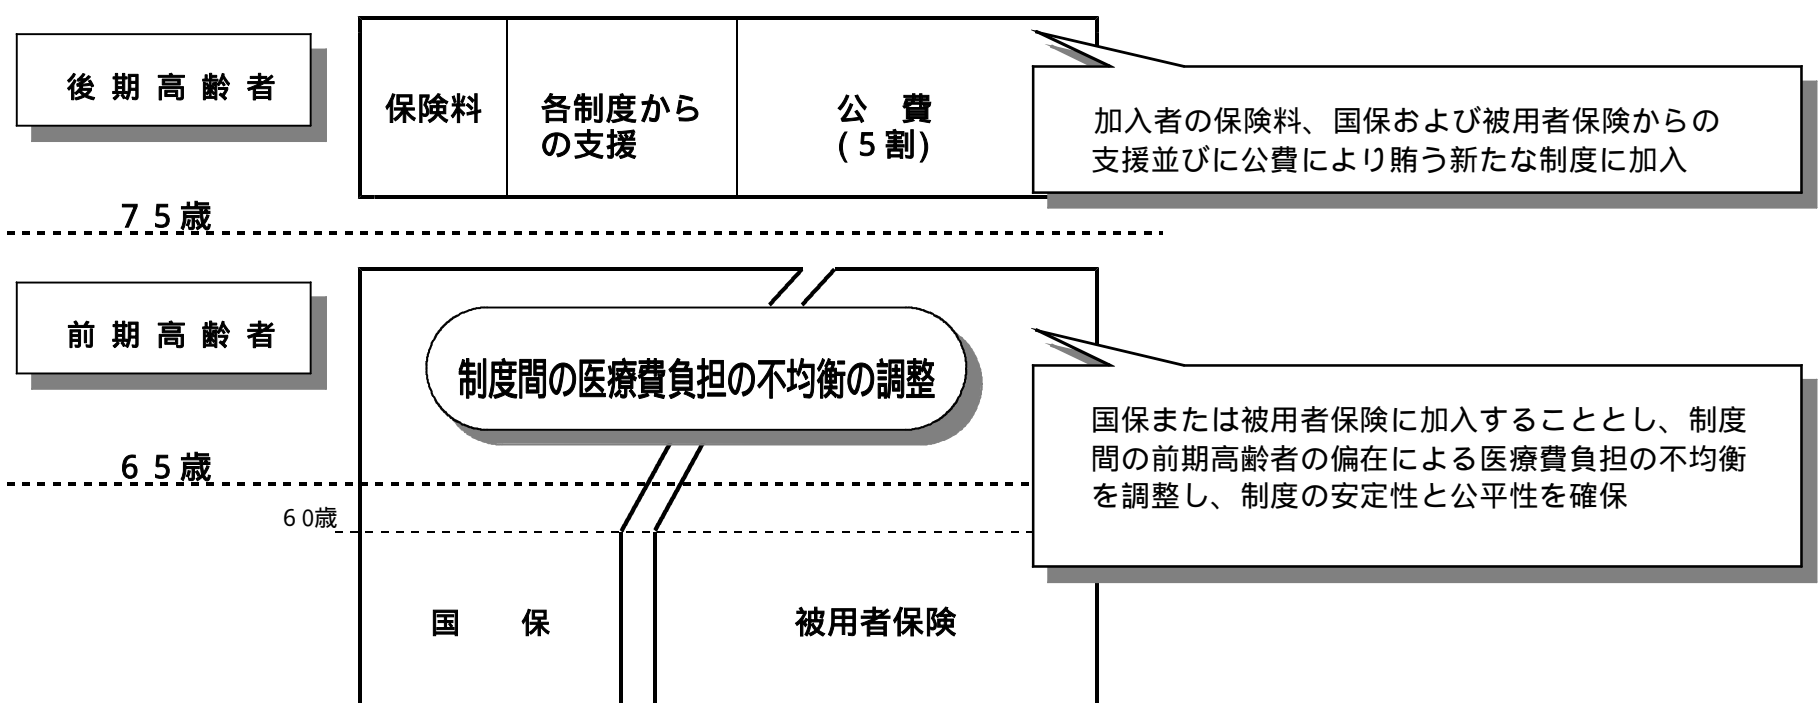 後期高齢者
保険料
各制度から
の支援
公　費
(５割)
加入者の保険料、国保および被用者保険からの
支援並びに公費により賄う新たな制度に加入
７５歳
前期高齢者
制度間の医療費負担の不均衡の調整
国保または被用者保険に加入することとし、制度
間の前期高齢者の偏在による医療費負担の不均衡
を調整し、制度の安定性と公平性を確保
６５歳
６０歳
国　保
被用者保険